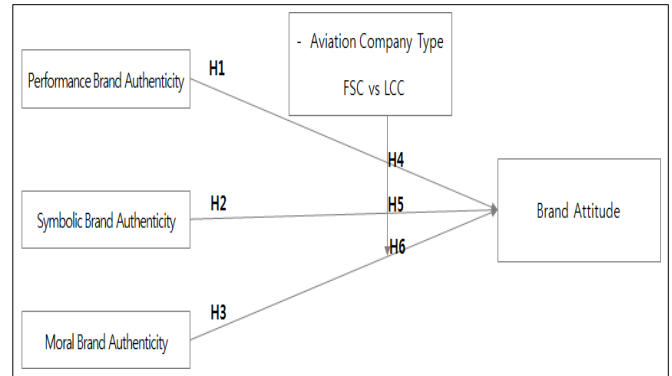 - Aviation Company Type
FSC vs LCC
Performance Brand Authenticity
H1
H4
Symbolic Brand Authenticity
H2
H5
Brand Attitude
H6
H3
Moral Brand Authenticity